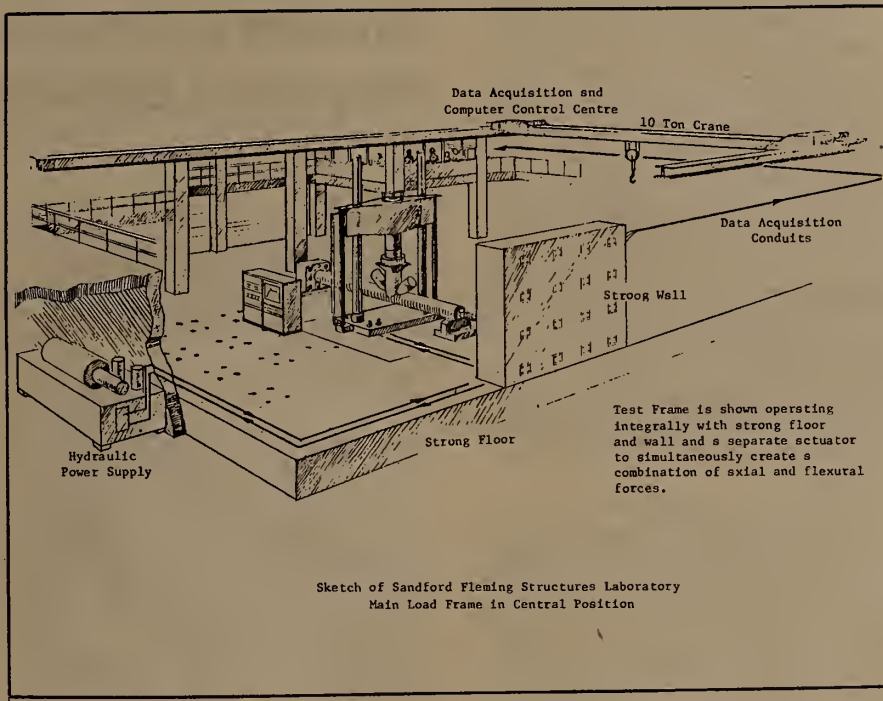 Data Acquisition snd
Computer Control Centre
10 Ton Crane
Data Acquisition
Conduits
Stroog Wall
Strong Floor
Hydraulic
Power Supply
Test Frame is shown operating
integrally with strong floor
and wall and s separate sctuator
to simultaneously create s
combination of sxial and flexural
forces.
Sketch of Sandford Fleming Structures Laboratory
Main Load Frame in Central Position